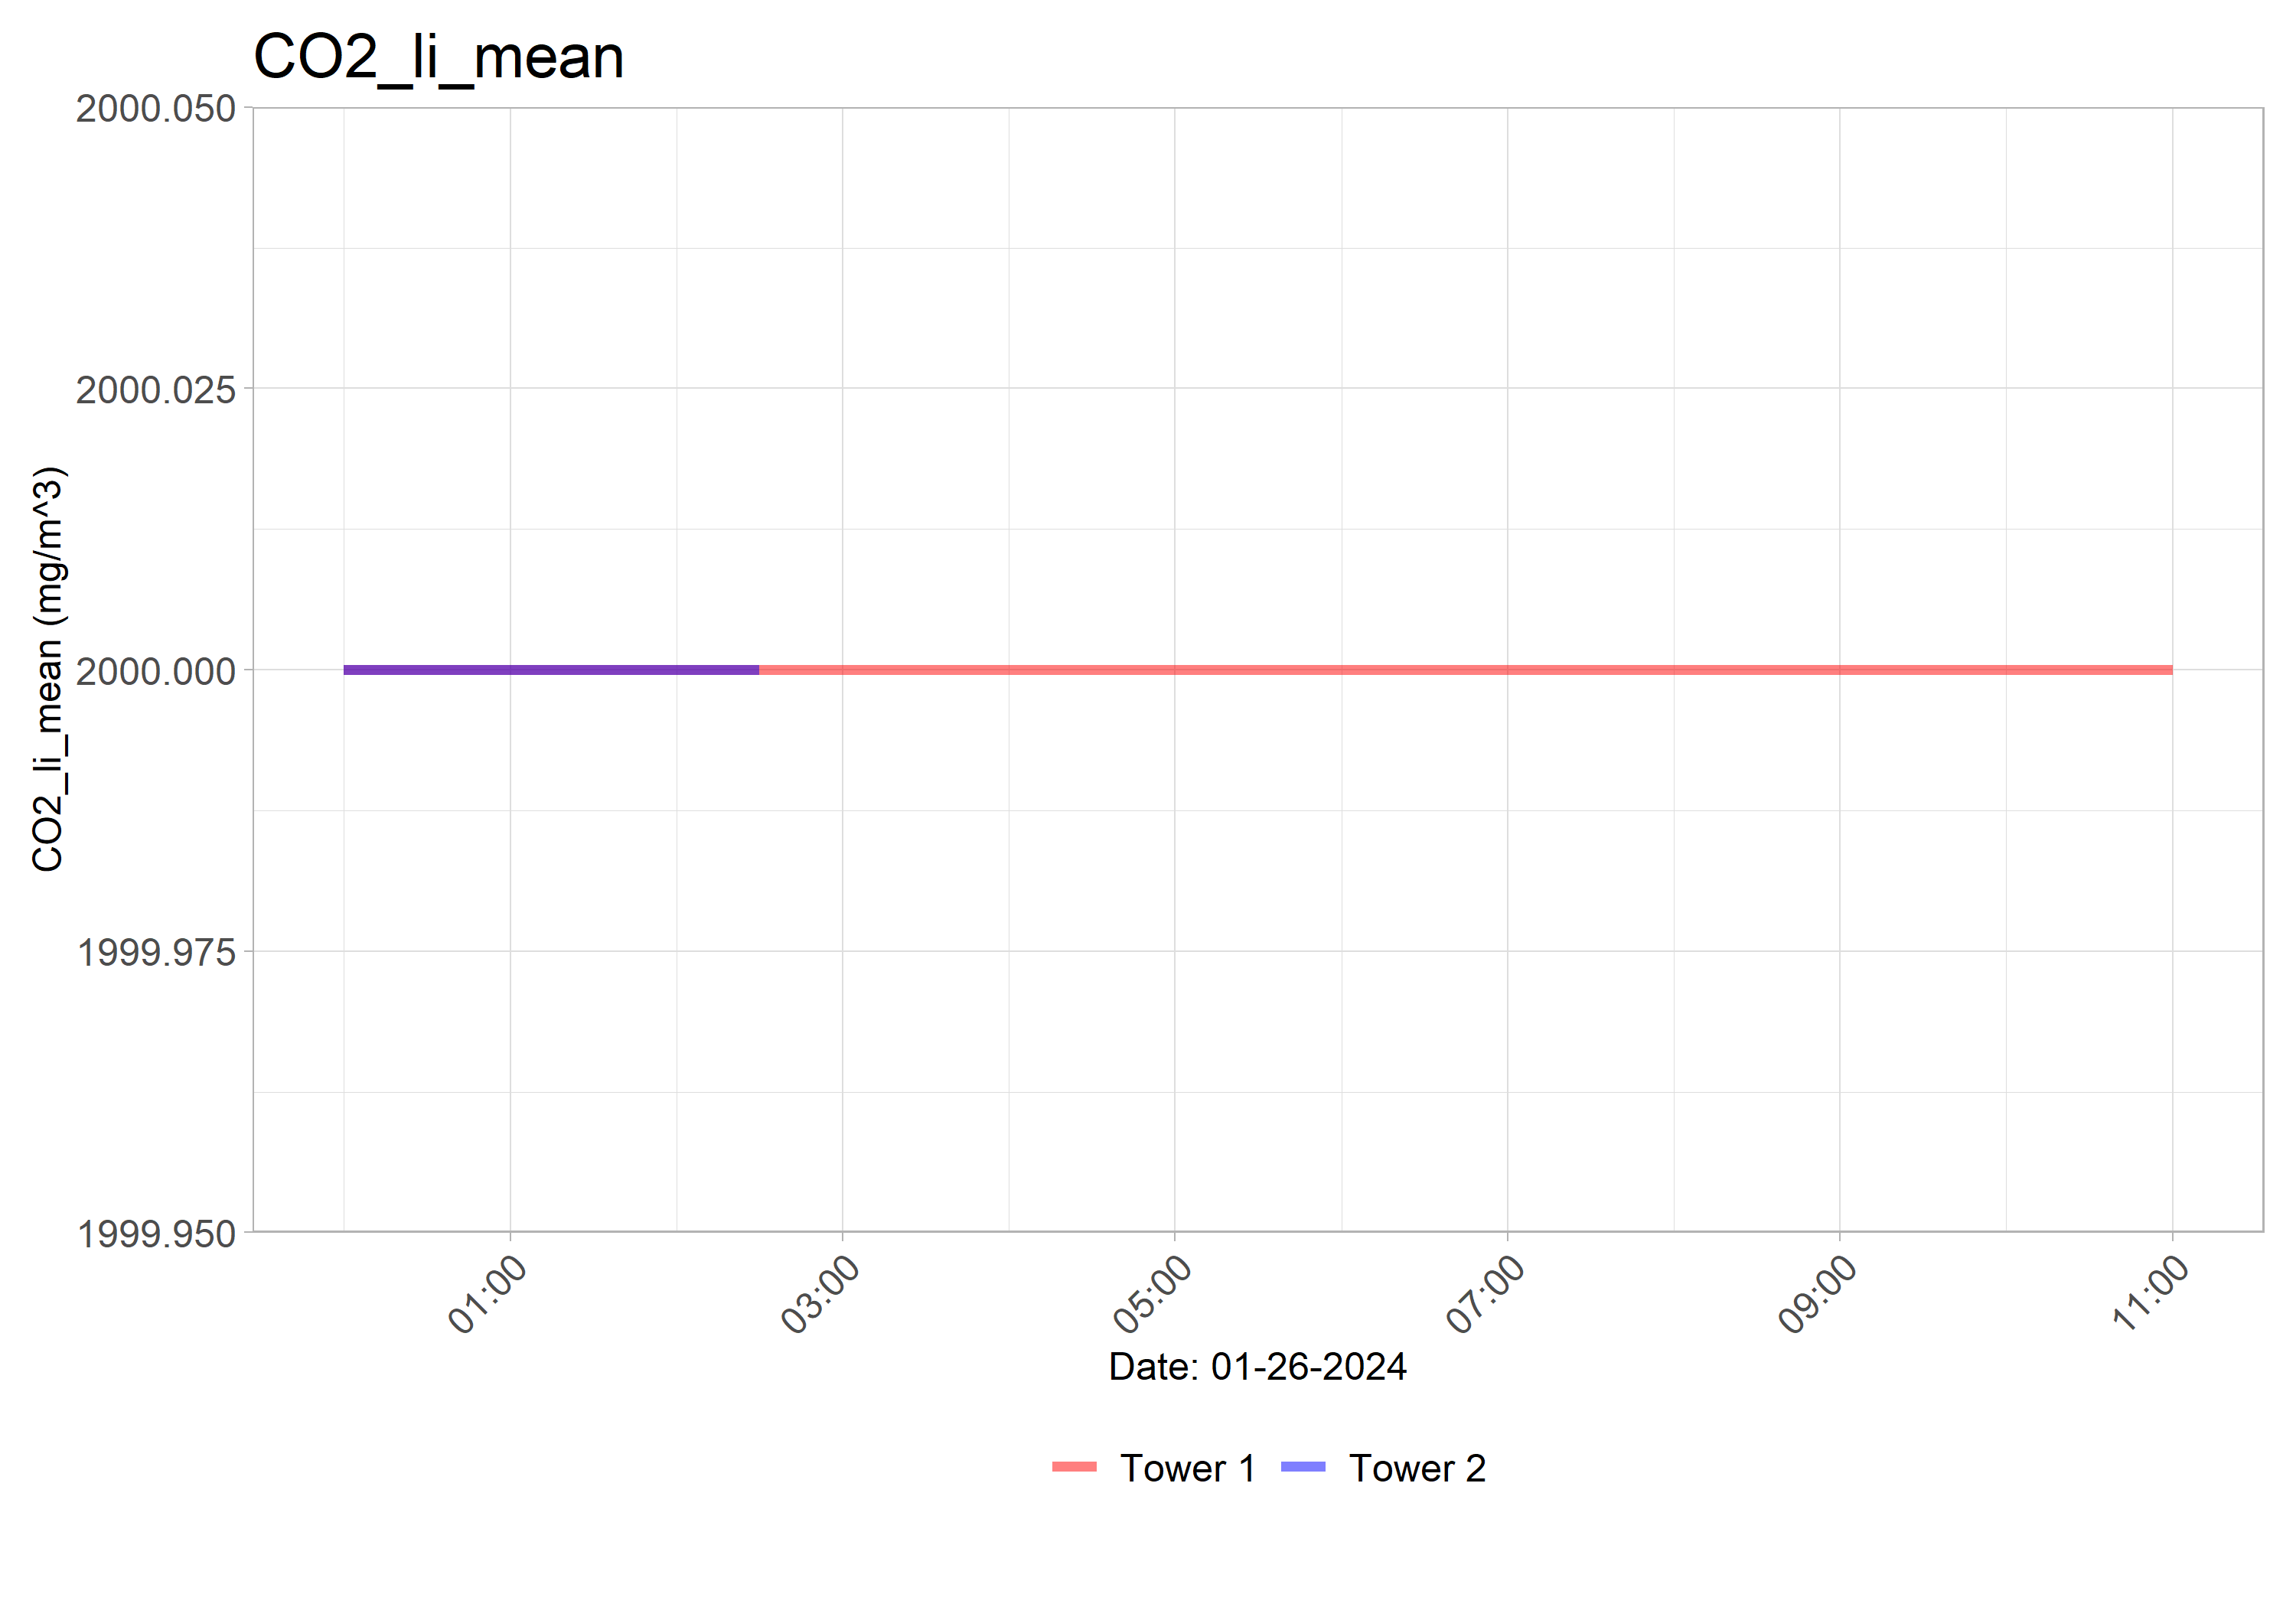 CO2_li_mean
2000.050
2000.025
2000.000
1999.975
1999.950
CO2_li_mean (mg/m^3)
01:00 03:00 05:00 07:00 09:00 11:00
Date: 01-26-2024
Tower 1 Tower 2